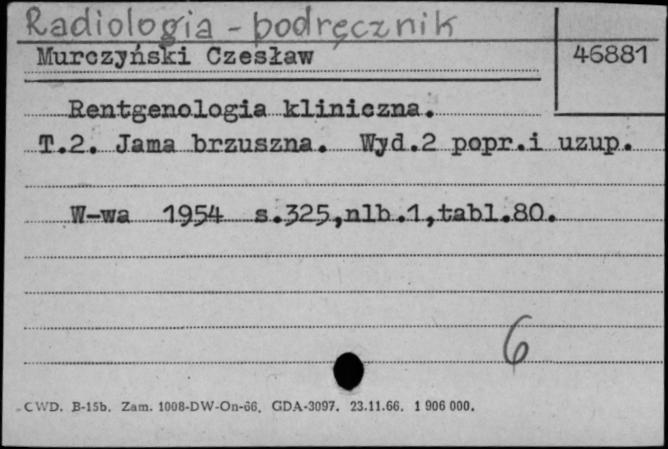 Radiologia - podręcznik
Murczyński Czesław
46881
Rentgenologia kliniczna.
T.2. Jama brzuszna. Wyd.2 popr.i uzup.
W-wa 1954 s.325,nlb.1,tabl.80.
6
CWD. B-15b. Zam. 1008-DW-On-66. GDA-3097. 23.11.66. 1 906 000.